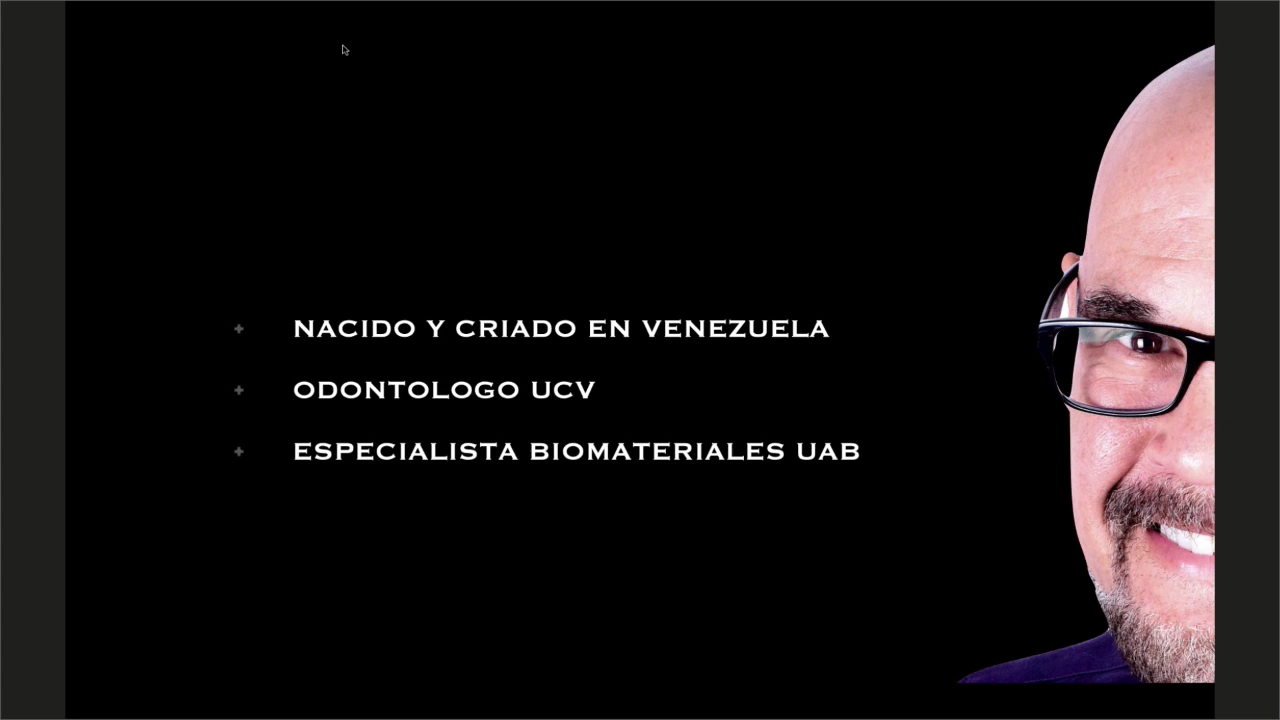 NACIDO Y CRIADO EN VENEZUELA
ODONTOLOGO UCV
ESPECIALISTA BIOMATERIALES UAB